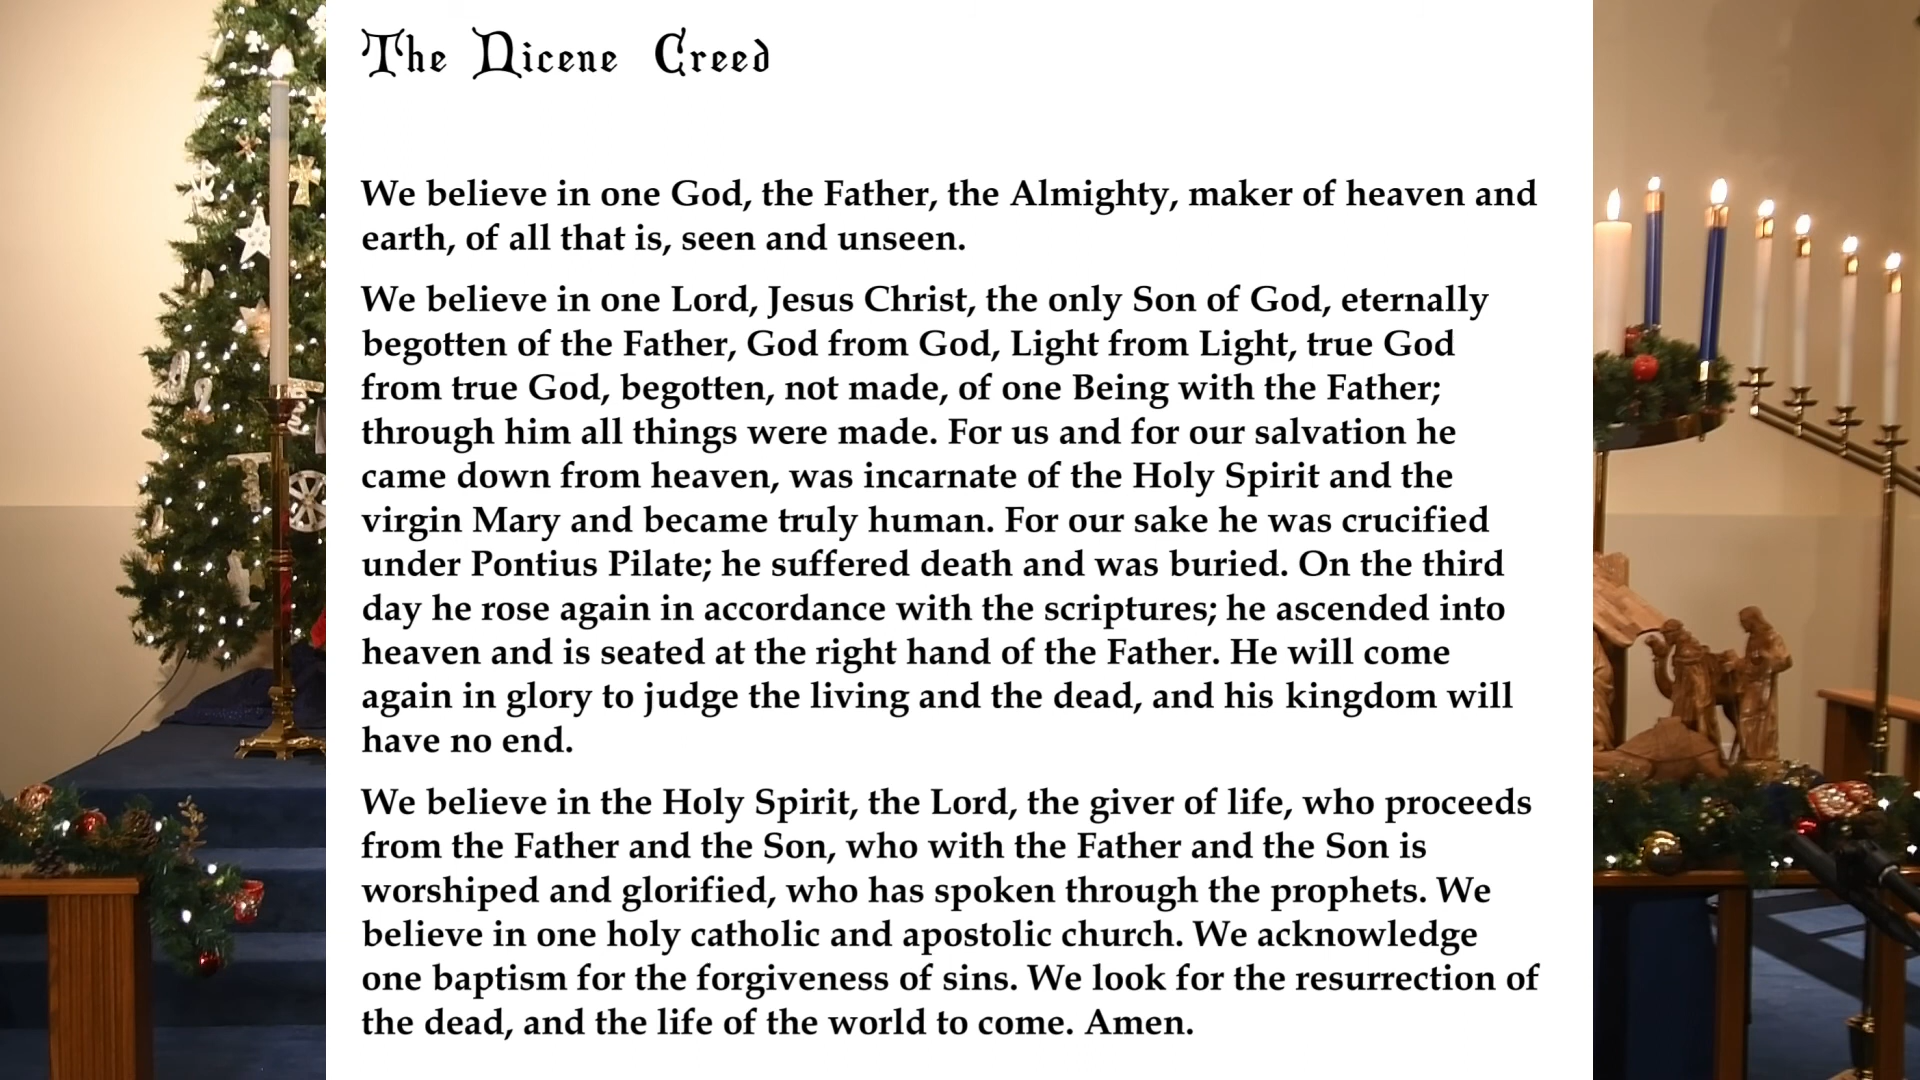 The Nicene Creed
We believe in one God, the Father, the Almighty, maker of heaven and
earth, of all that is, seen and unseen.
We believe in one Lord, Jesus Christ, the only Son of God, eternally
begotten of the Father, God from God, Light from Light, true God
from true God, begotten, not made, of one Being with the Father;
through him all things were made. For us and for our salvation he
came down from heaven, was incarnate of the Holy Spirit and the
virgin Mary and became truly human. For our sake he was crucified
under Pontius Pilate; he suffered death and was buried. On the third
day he rose again in accordance with the scriptures; he ascended into
heaven and is seated at the right hand of the Father. He will come
again in glory to judge the living and the dead, and his kingdom will
have no end.
We believe in the Holy Spirit, the Lord, the giver of life, who proceeds
from the Father and the Son, who with the Father and the Son is
worshiped and glorified, who has spoken through the prophets. We
believe in one holy catholic and apostolic church. We acknowledge
one baptism for the forgiveness of sins. We look for the resurrection of
the dead, and the life of the world to come. Amen.